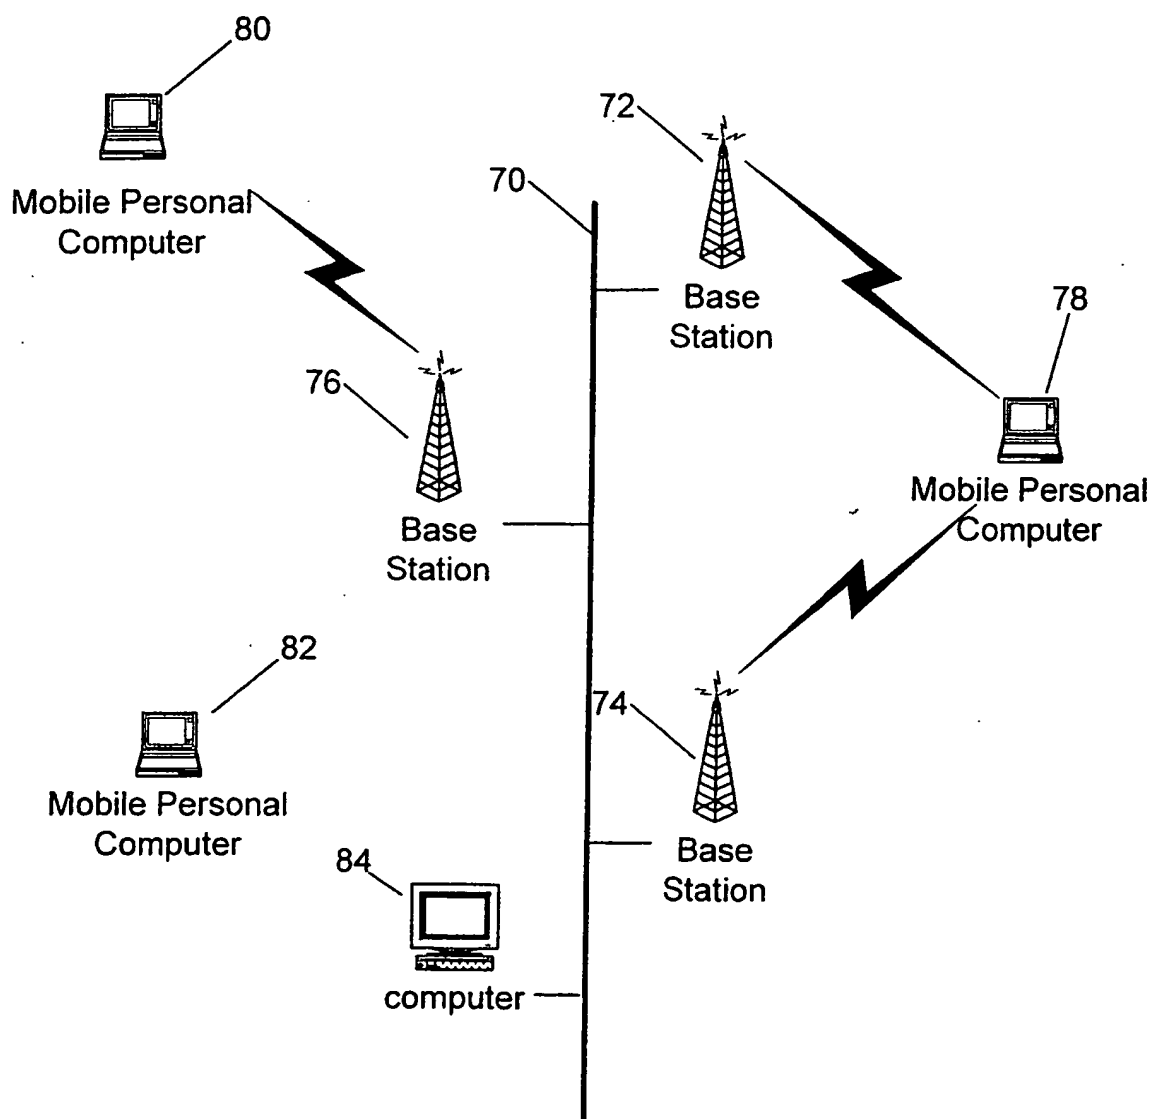 80
Mobile Personal
Computer
72
70
Base
Station
78
Mobile Personal
Computer
76
Base
Station
82
Mobile Personal
Computer
74
Base
Station
84
computer